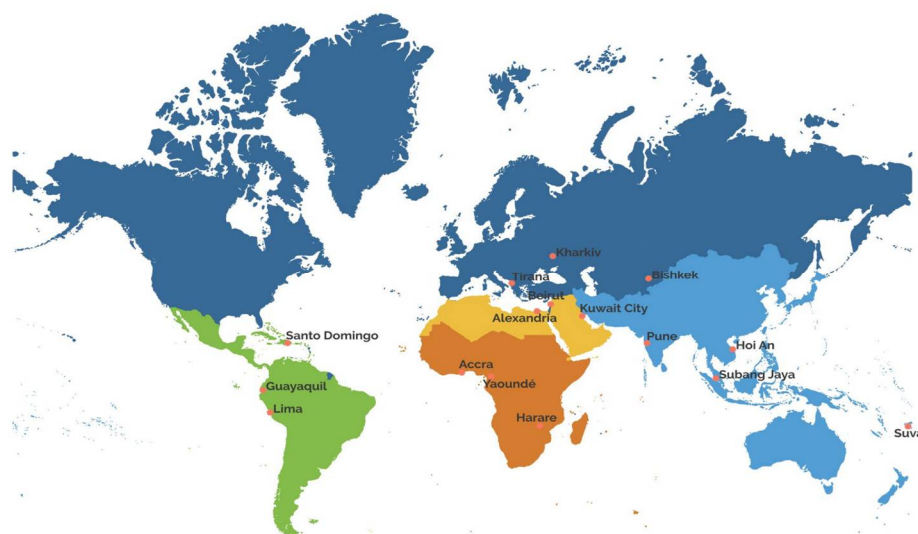 Kharkiv
Tirana
Bishkek
Beirut
Alexandria
Kuwait City
Santo Domingo
Pune
Hoi An
Accra
Subang Jaya
Guayaquil
Yaoundé
Lima
Harare
Suva